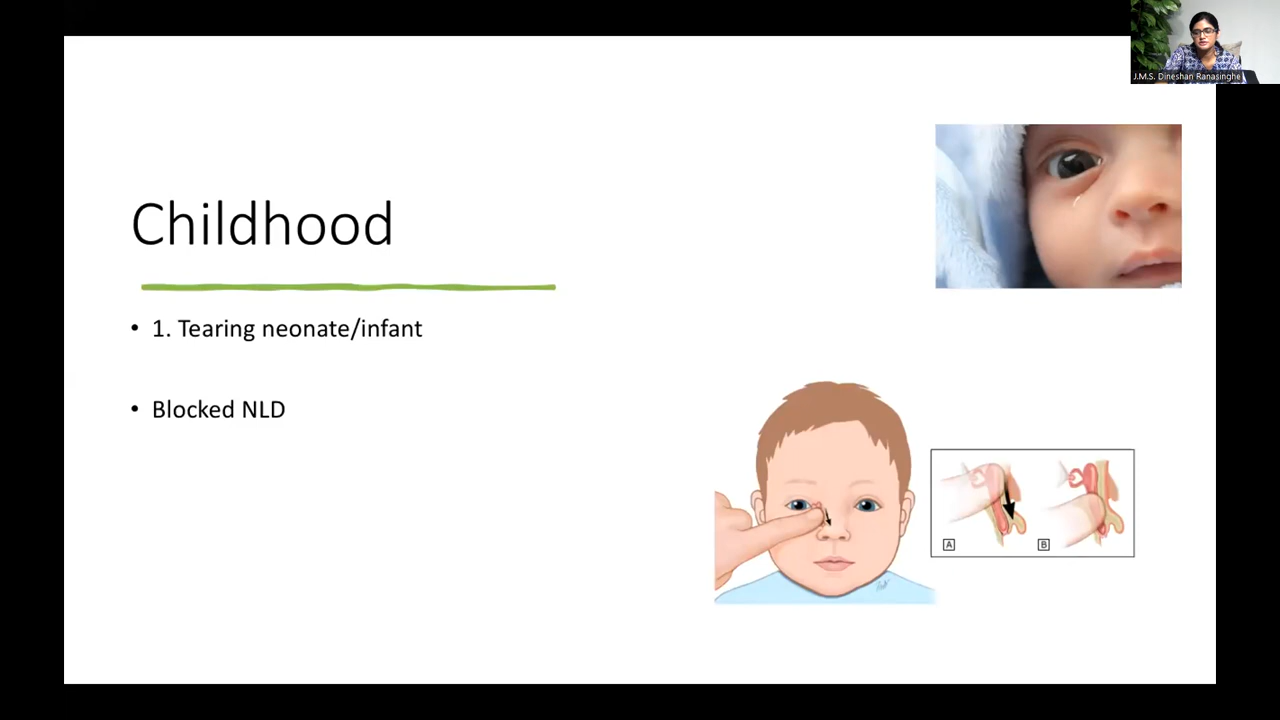 J.M.S. Dineshan Ranasinghe
Childhood
• 1. Tearing neonate/infant
• Blocked NLD
A
B